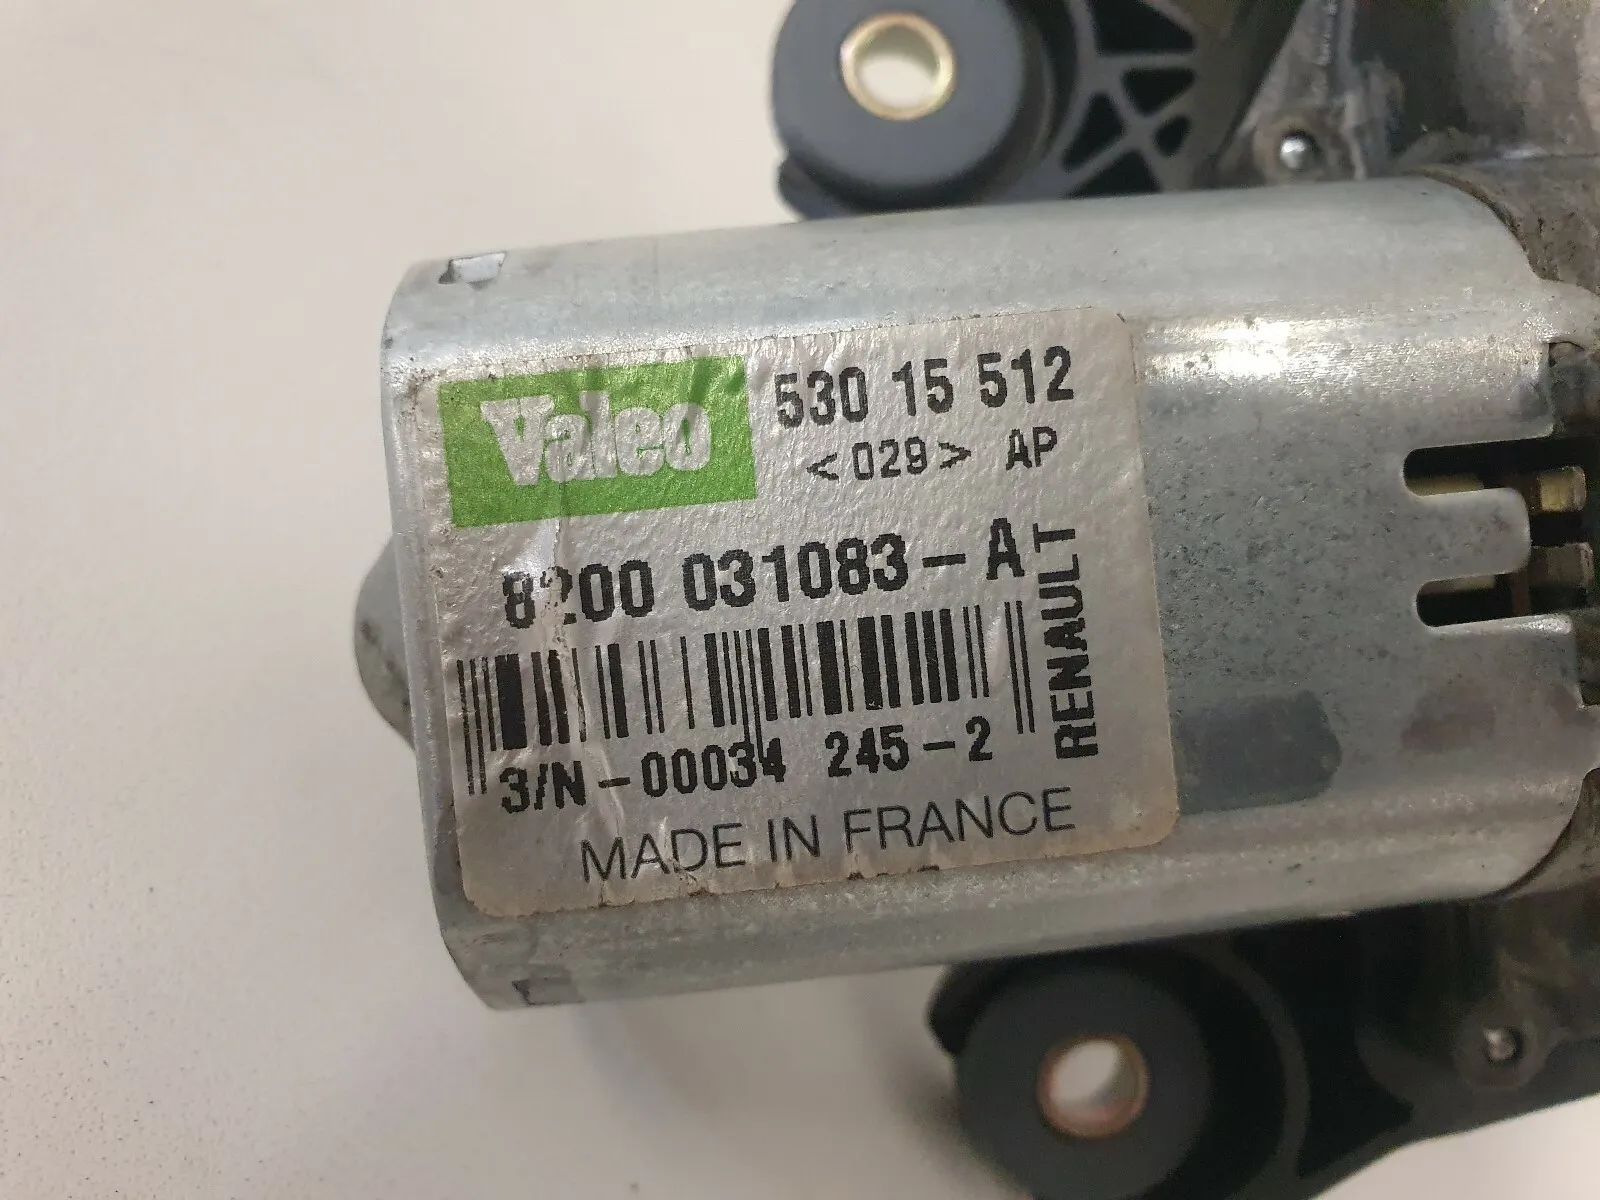 Valeo
530 15 512
<029> AP
8200 031083-A
RENAULT
3/N-00034 245-2
MADE IN FRANCE